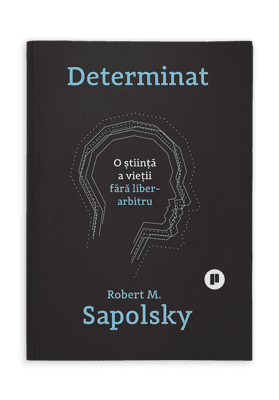 Determinat
O știință
a vieții
fără liber-
arbitru
Robert M.
Sapolsky